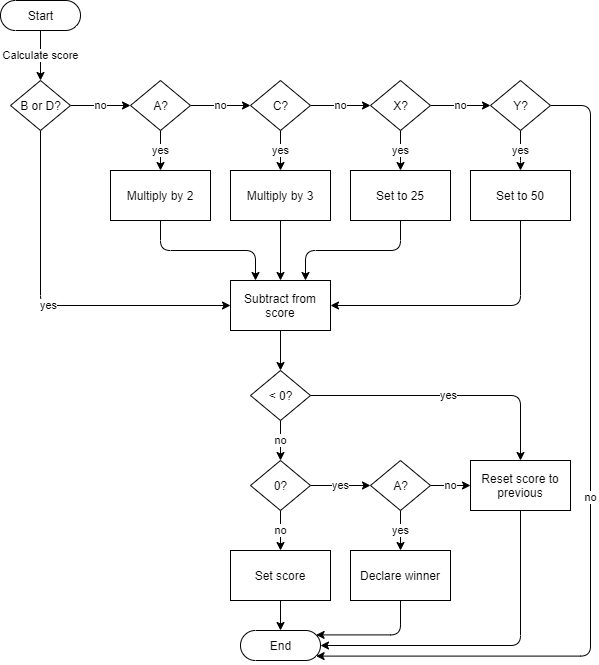 Start
Calculate score
B or D?
no
A?
no
C?
no
X?
no
Y?
yes
yes
yes
yes
Multiply by 2
Multiply by 3
Set to 25
Set to 50
yes
Subtract from
score
< 0?
yes
no
0?
yes
A?
no
Reset score to
previous
no
no
yes
Set score
Declare winner
End